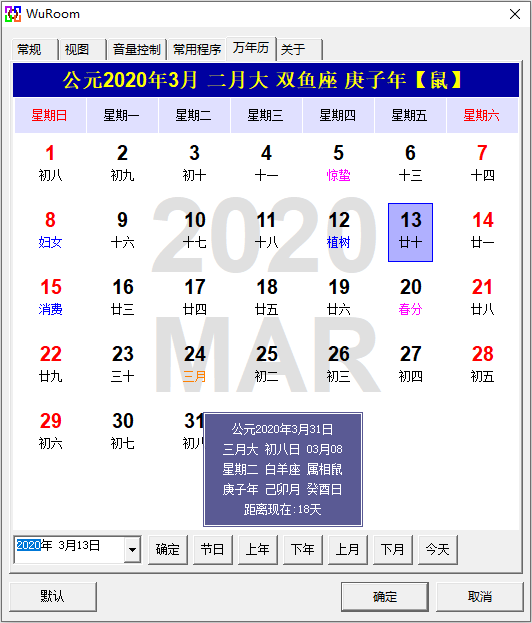 WuRoom
常规 视图 音量控制 常用程序 万年历 关于
公元2020年3月 二月大 双鱼座 庚子年【鼠】
星期日 星期一 星期二 星期三 星期四 星期五 星期六
1 2 3 4 5 6 7
初八 初九 初十 十一 惊蛰 十三 十四
8 9 10 11 12 13 14
妇女 十六 十七 十八 植树 廿十 廿一
15 16 17 18 19 20 21
消费 廿三 廿四 廿五 廿六 春分 廿八
22 23 24 25 26 27 28
廿九 三十 三月 初二 初三 初四 初五
29 30 31
初六 初七 初八
2020
MAR
公元2020年3月31日
三月大 初八日 03月08
星期二 白羊座 属相鼠
庚子年 己卯月 癸酉日
距离现在:18天
2020年 3月13日 确定 节日 上年 下年 上月 下月 今天
默认 确定 取消